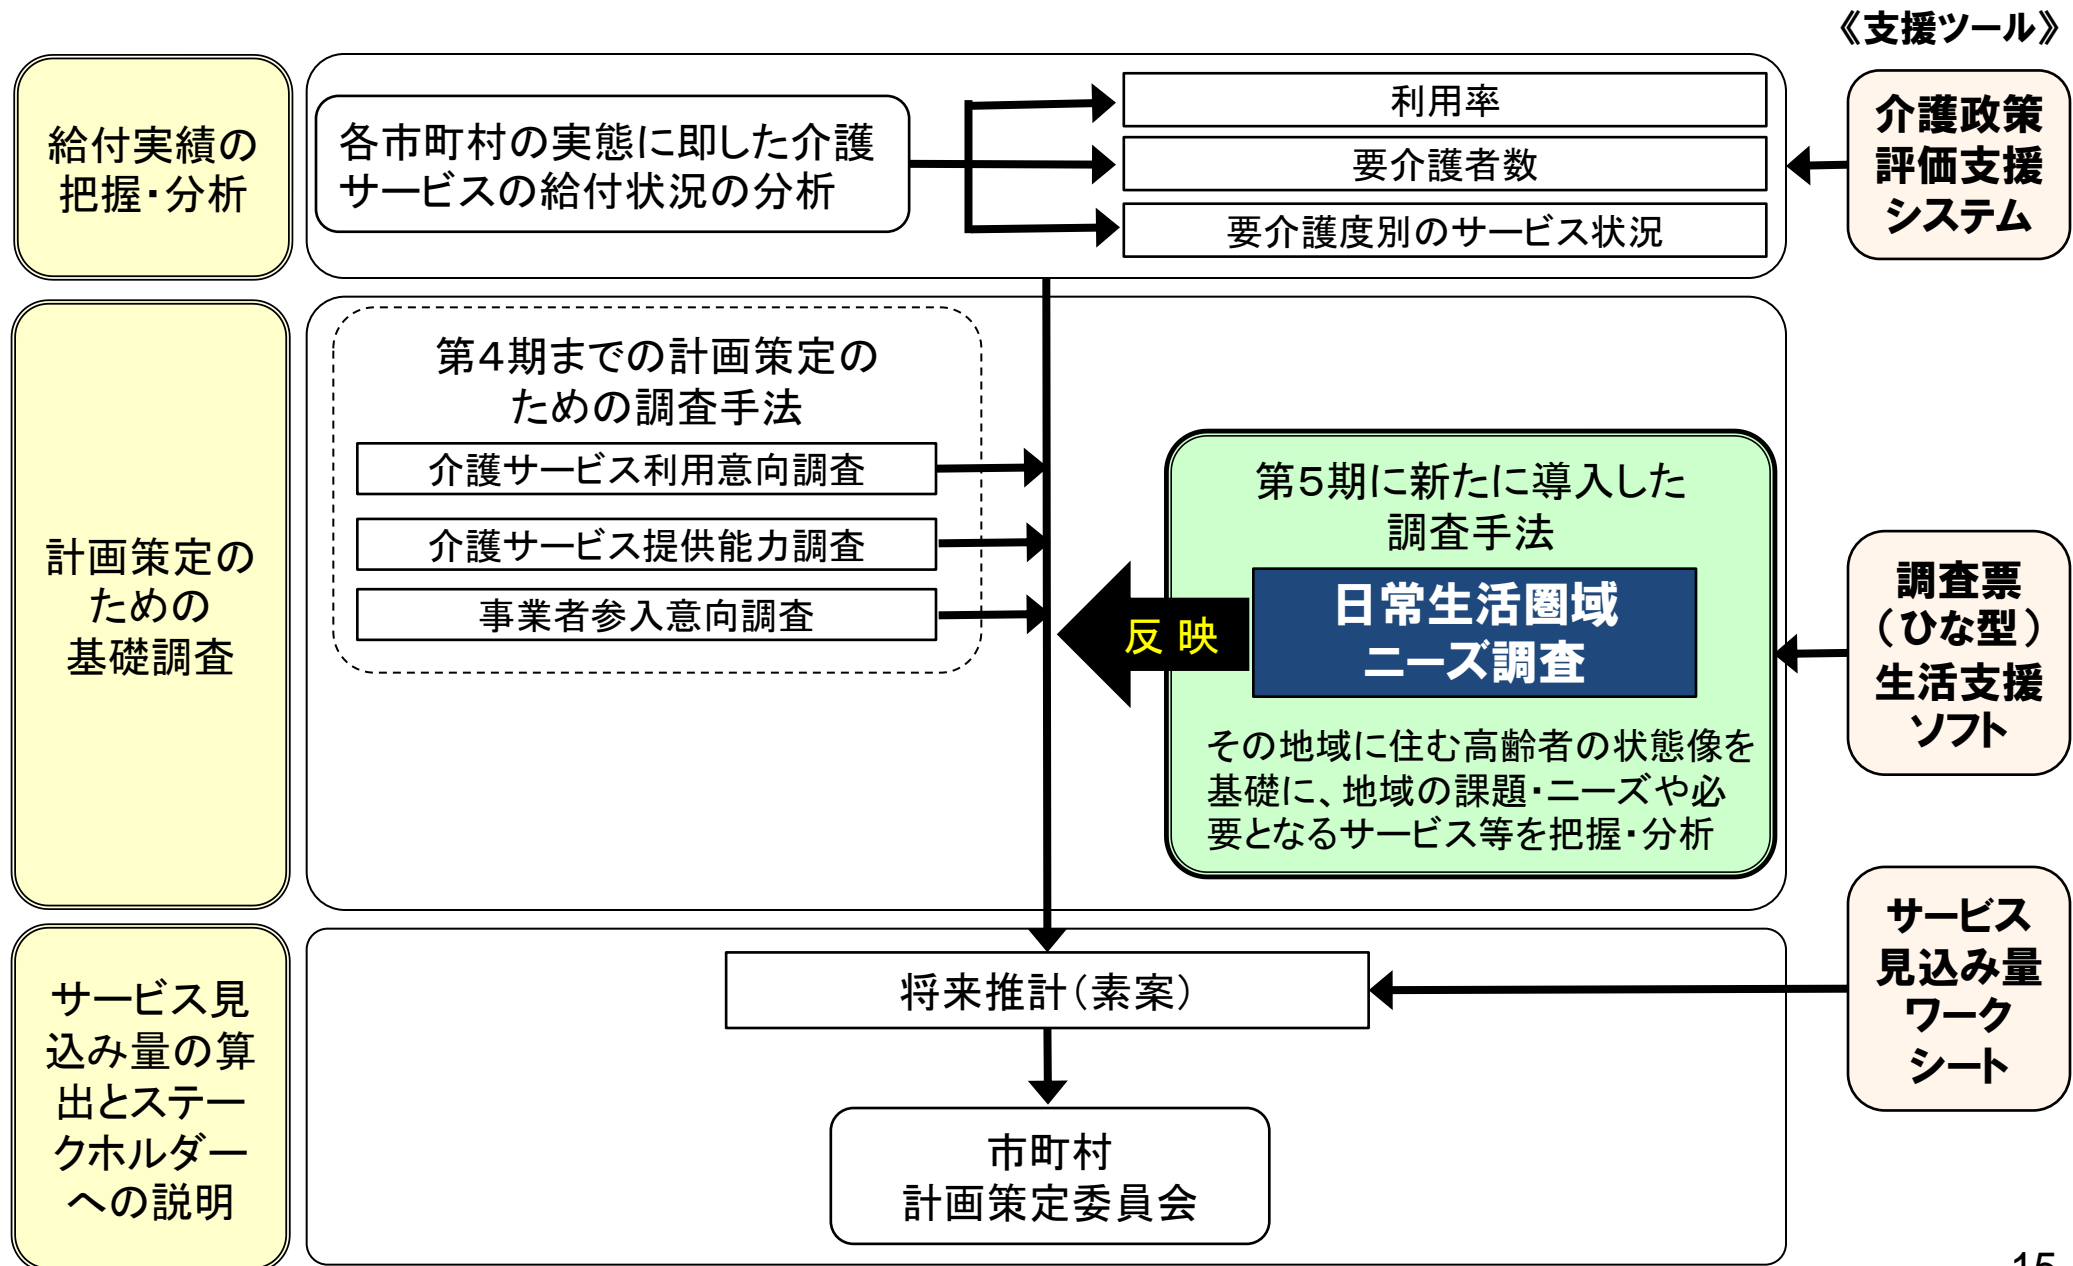 《支援ツール》
給付実績の
把握・分析
各市町村の実態に即した介護
サービスの給付状況の分析
利用率
要介護者数
要介護度別のサービス状況
介護政策
評価支援
システム
計画策定の
ための
基礎調査
第４期までの計画策定の
ための調査手法
介護サービス利用意向調査
介護サービス提供能力調査
事業者参入意向調査
反 映
第５期に新たに導入した
調査手法
日常生活圏域
ニーズ調査
その地域に住む高齢者の状態像を
基礎に、地域の課題・ニーズや必
要となるサービス等を把握・分析
調査票
（ひな型）
生活支援
ソフト
サービス見
込み量の算
出とステー
クホルダー
への説明
将来推計（素案）
市町村
計画策定委員会
サービス
見込み量
ワーク
シート
15